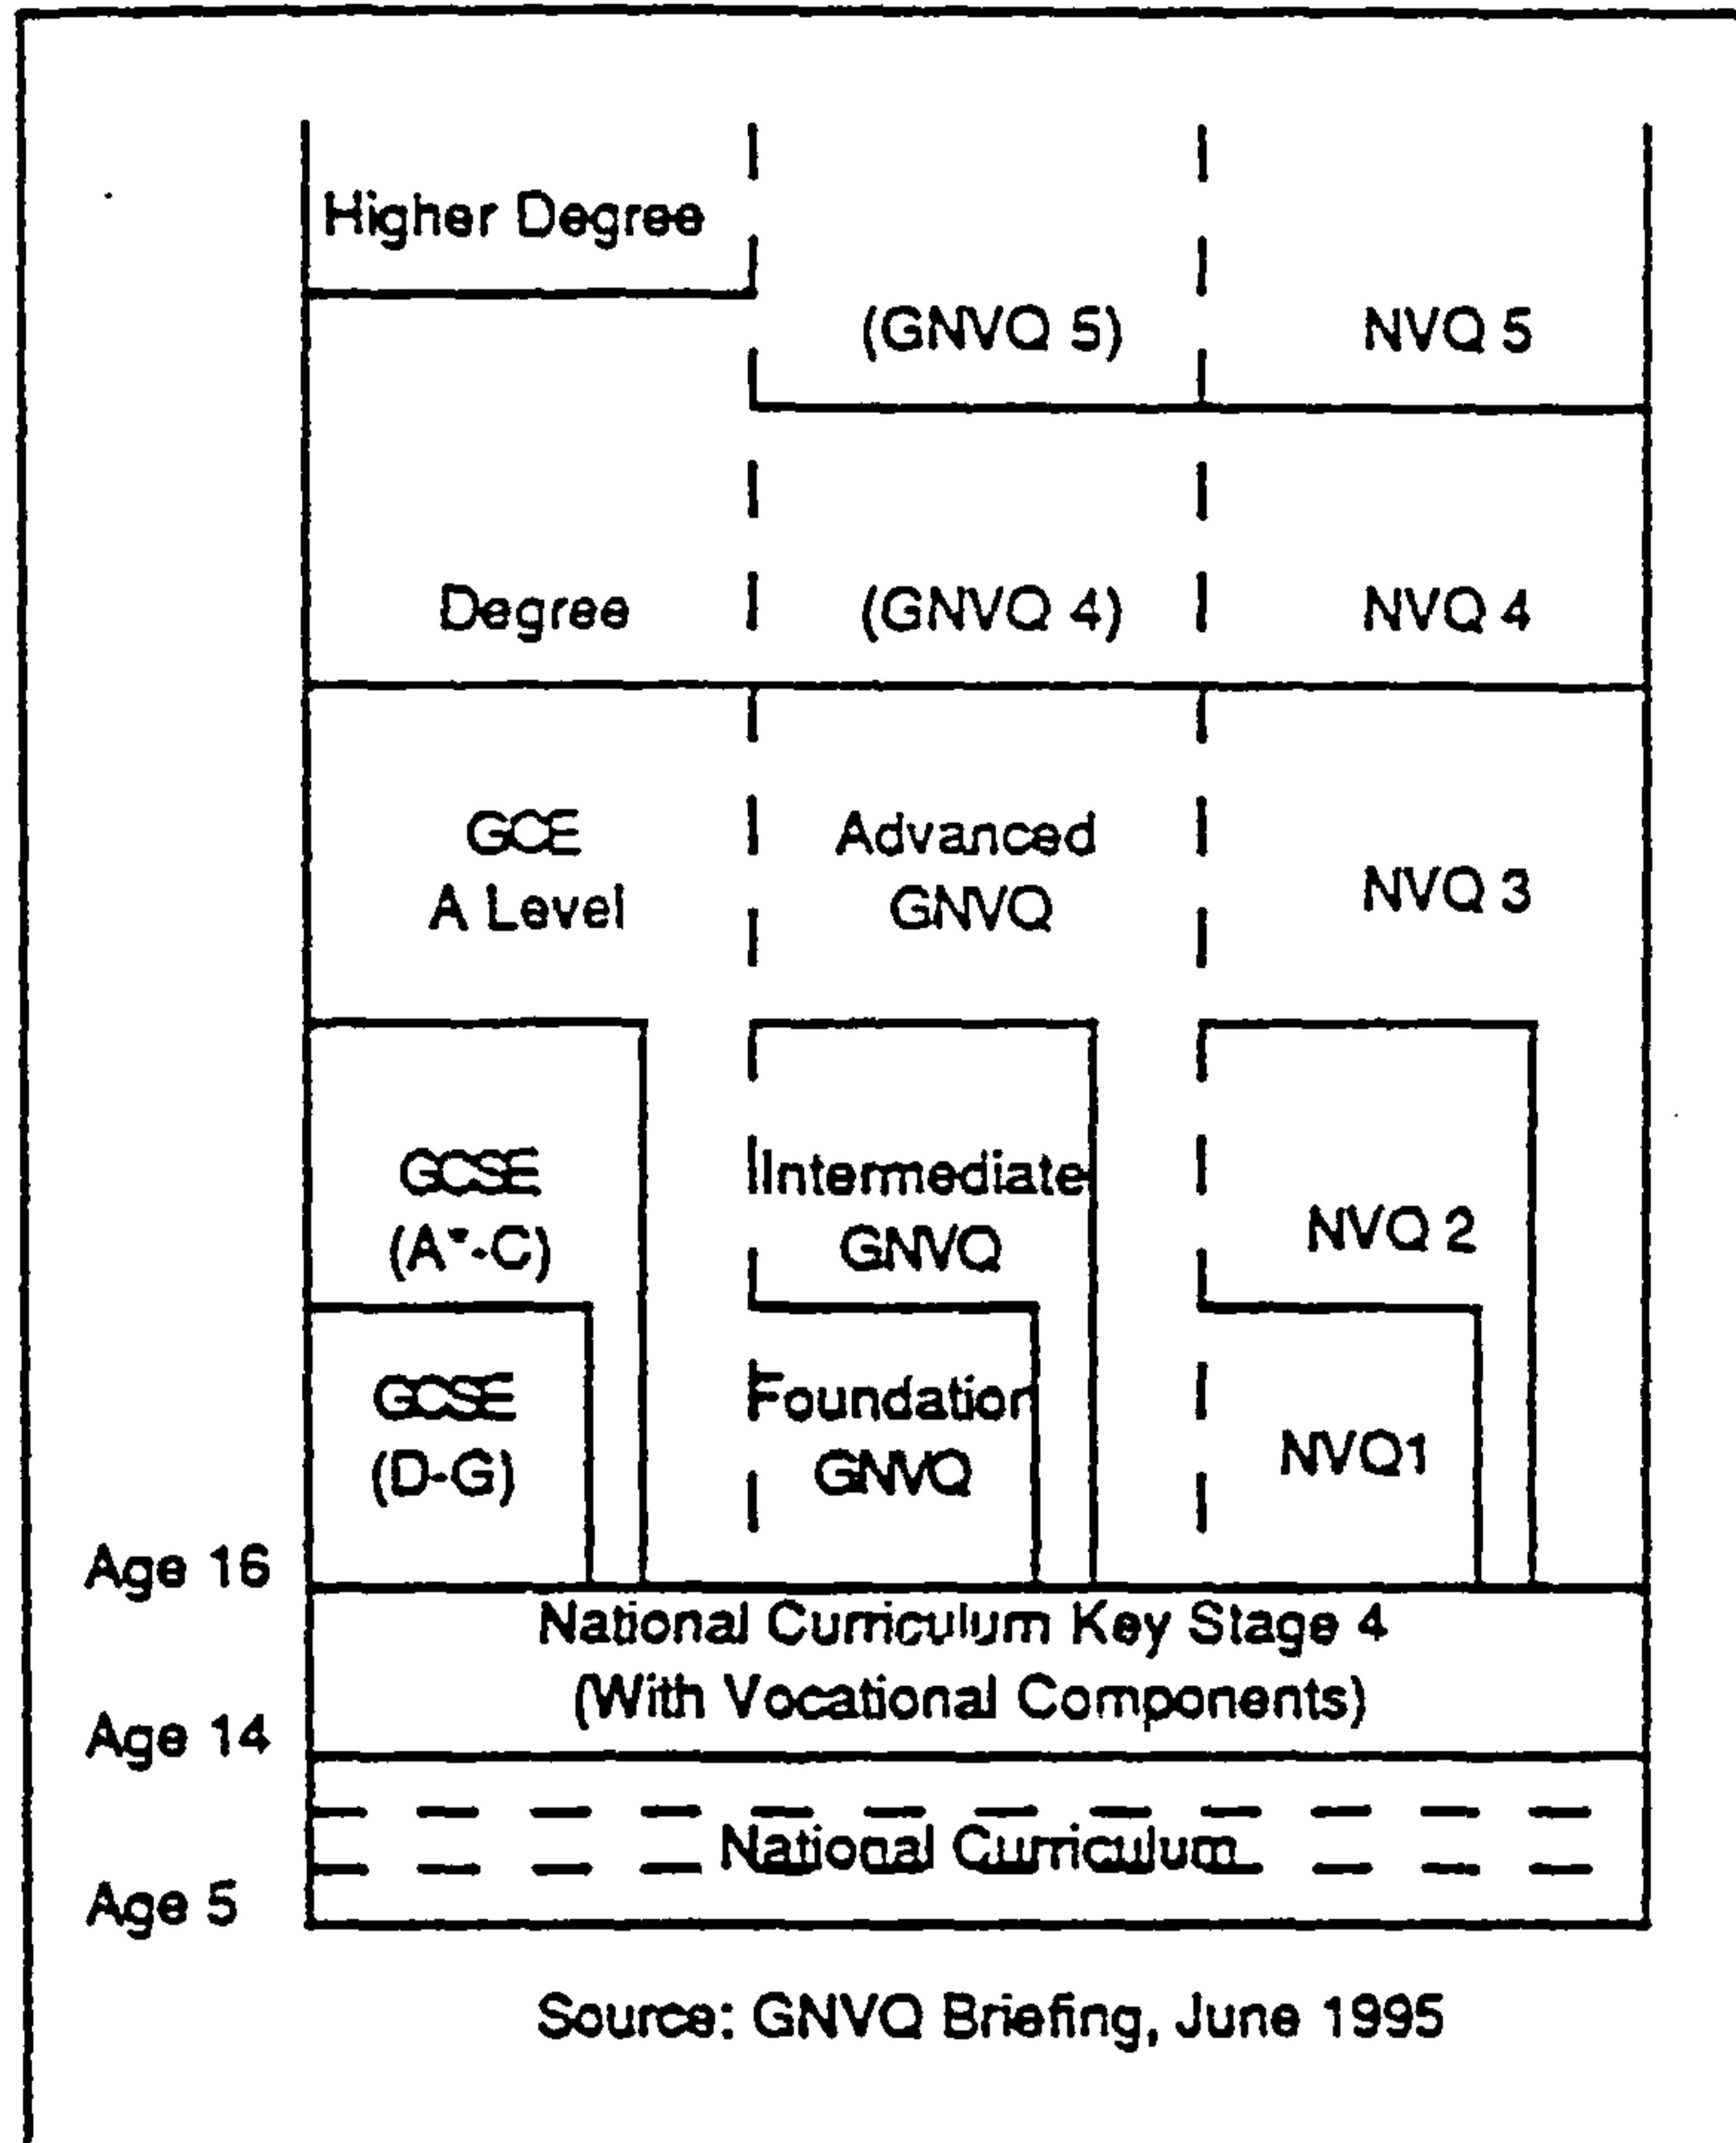 Higher Degree
(GNVQ 5) NVQ 5
Degree (GNVQ 4) NVQ 4
GCE Advanced
A Level GNVQ NVQ 3
GCSE Intermediate
(A*-C) GNVQ NVQ 2
GCSE Foundation
(D-G) GNVQ NVQ1
Age 16
National Curriculum Key Stage 4
(With Vocational Components)
Age 14
National Curriculum
Age 5
Source: GNVQ Briefing, June 1995